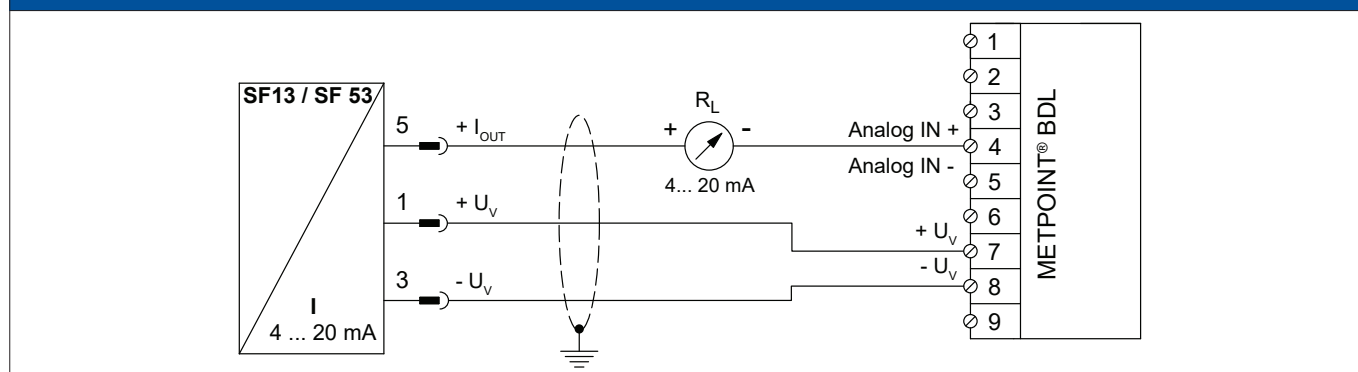 SF13 / SF 53
I
4 ... 20 mA
5
+ I_OUT
1
+ U_V
3
- U_V
R_L
+
-
4... 20 mA
Analog IN +
Analog IN -
+ U_V
- U_V
1
2
3
4
5
6
7
8
9
METPOINT® BDL